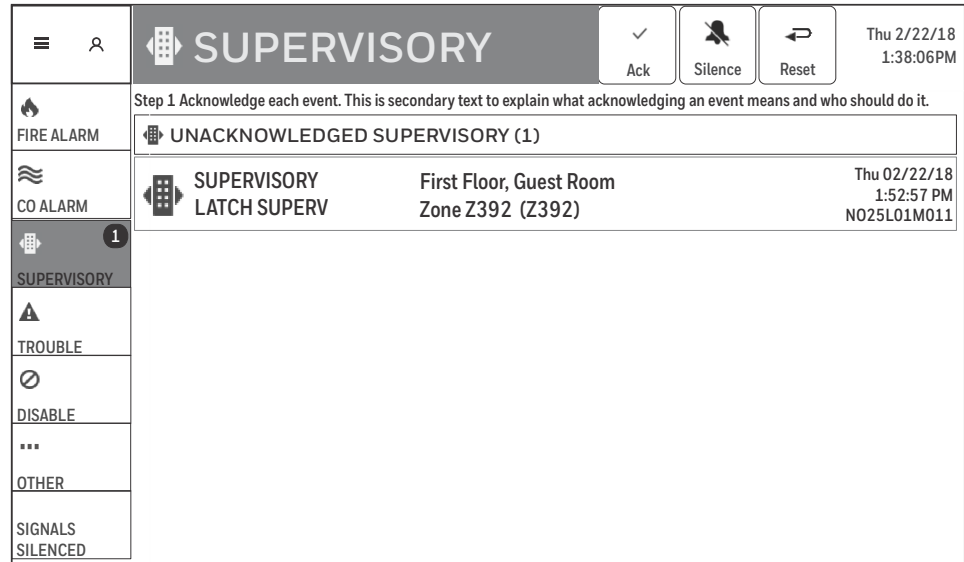 SUPERVISORY
Ack
Silence
Reset
Thu 2/22/18
1:38:06PM
FIRE ALARM
CO ALARM
1
SUPERVISORY
TROUBLE
DISABLE
OTHER
SIGNALS
SILENCED
Step 1 Acknowledge each event. This is secondary text to explain what acknowledging an event means and who should do it.
UNACKNOWLEDGED SUPERVISORY (1)
SUPERVISORY
LATCH SUPERV
First Floor, Guest Room
Zone Z392 (Z392)
Thu 02/22/18
1:52:57 PM
N025L01M011